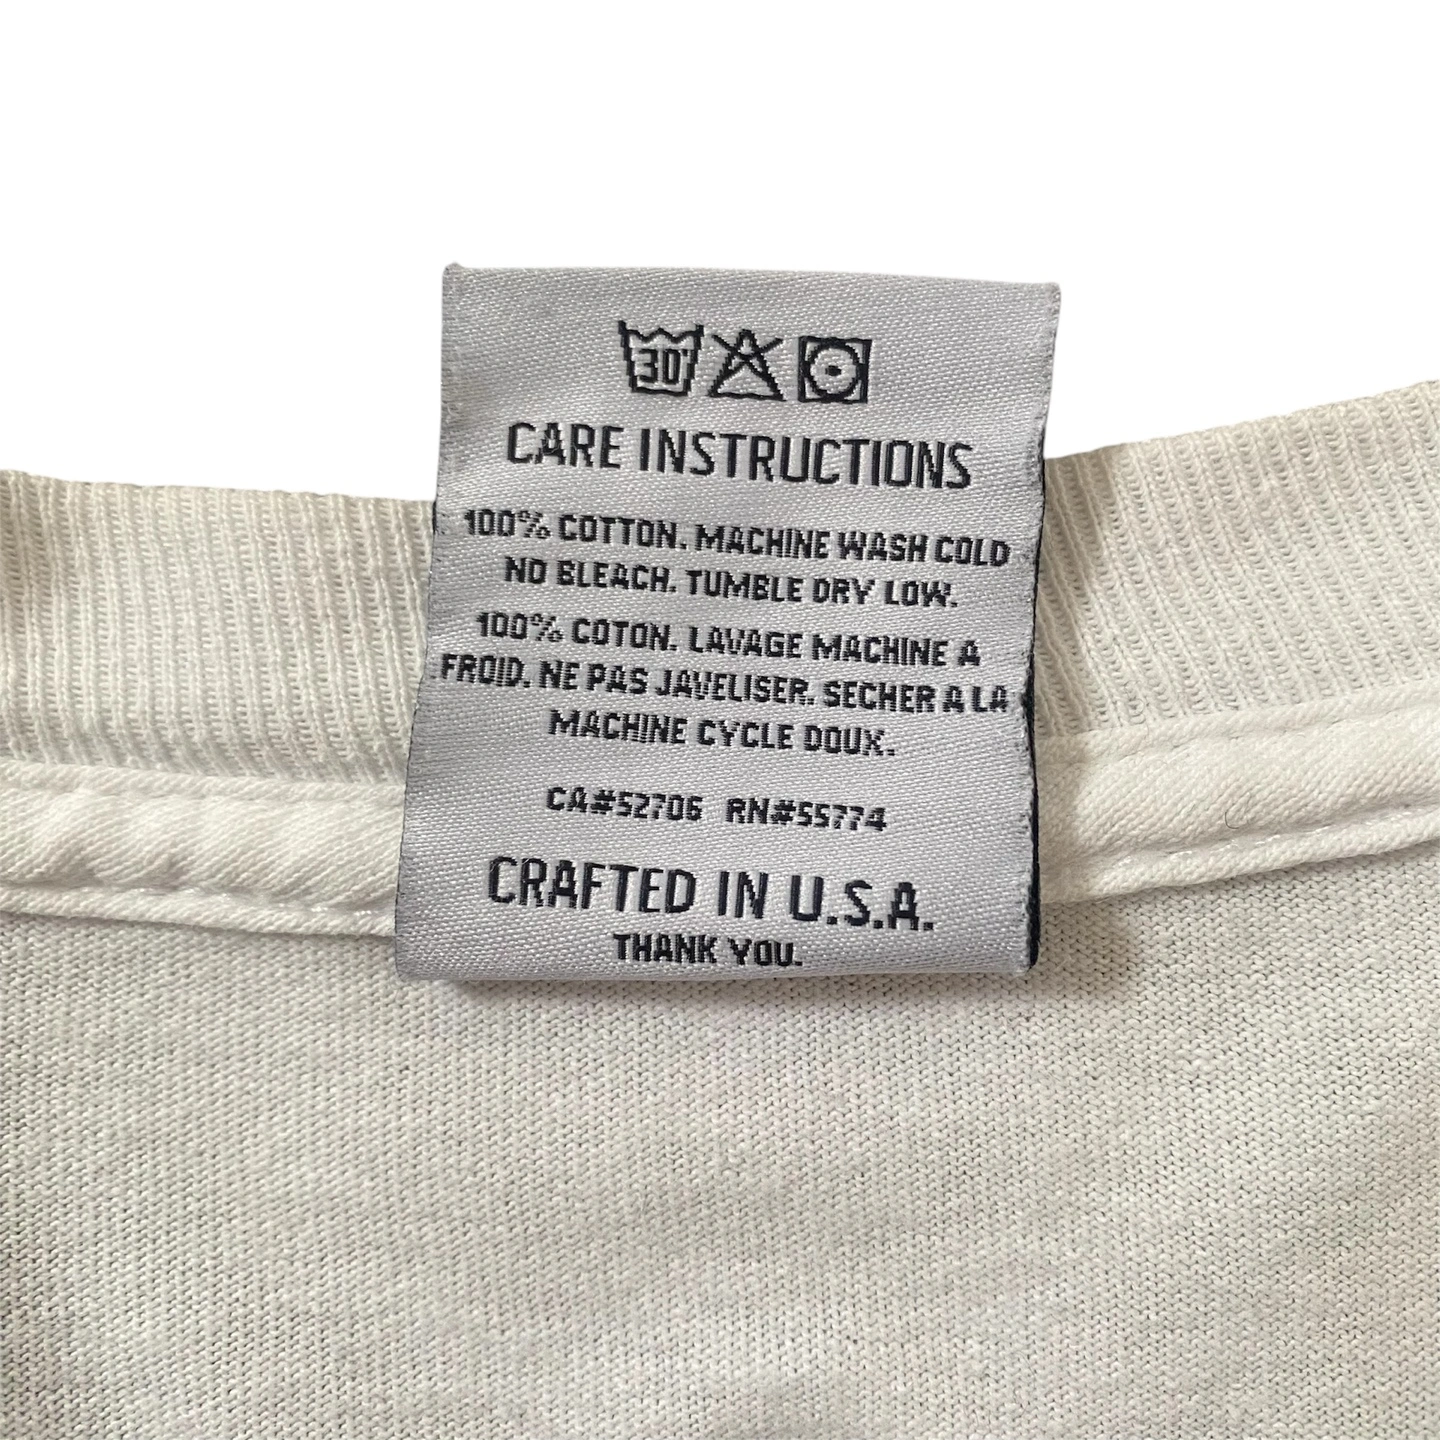 30°
CARE INSTRUCTIONS
100% COTTON. MACHINE WASH COLD
NO BLEACH. TUMBLE DRY LOW.
100% COTON. LAVAGE MACHINE A
FROID. NE PAS JAVELISER. SECHER A LA
MACHINE CYCLE DOUX.
CA#52706 RN#55774
CRAFTED IN U.S.A.
THANK YOU.